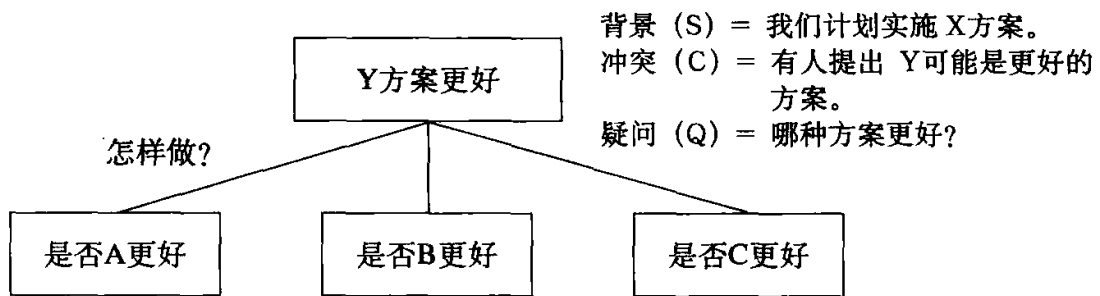 背景（S）= 我们计划实施 X方案。
冲突（C）= 有人提出 Y可能是更好的
方案。
疑问（Q）= 哪种方案更好?
Y方案更好
怎样做?
是否A更好
是否B更好
是否C更好